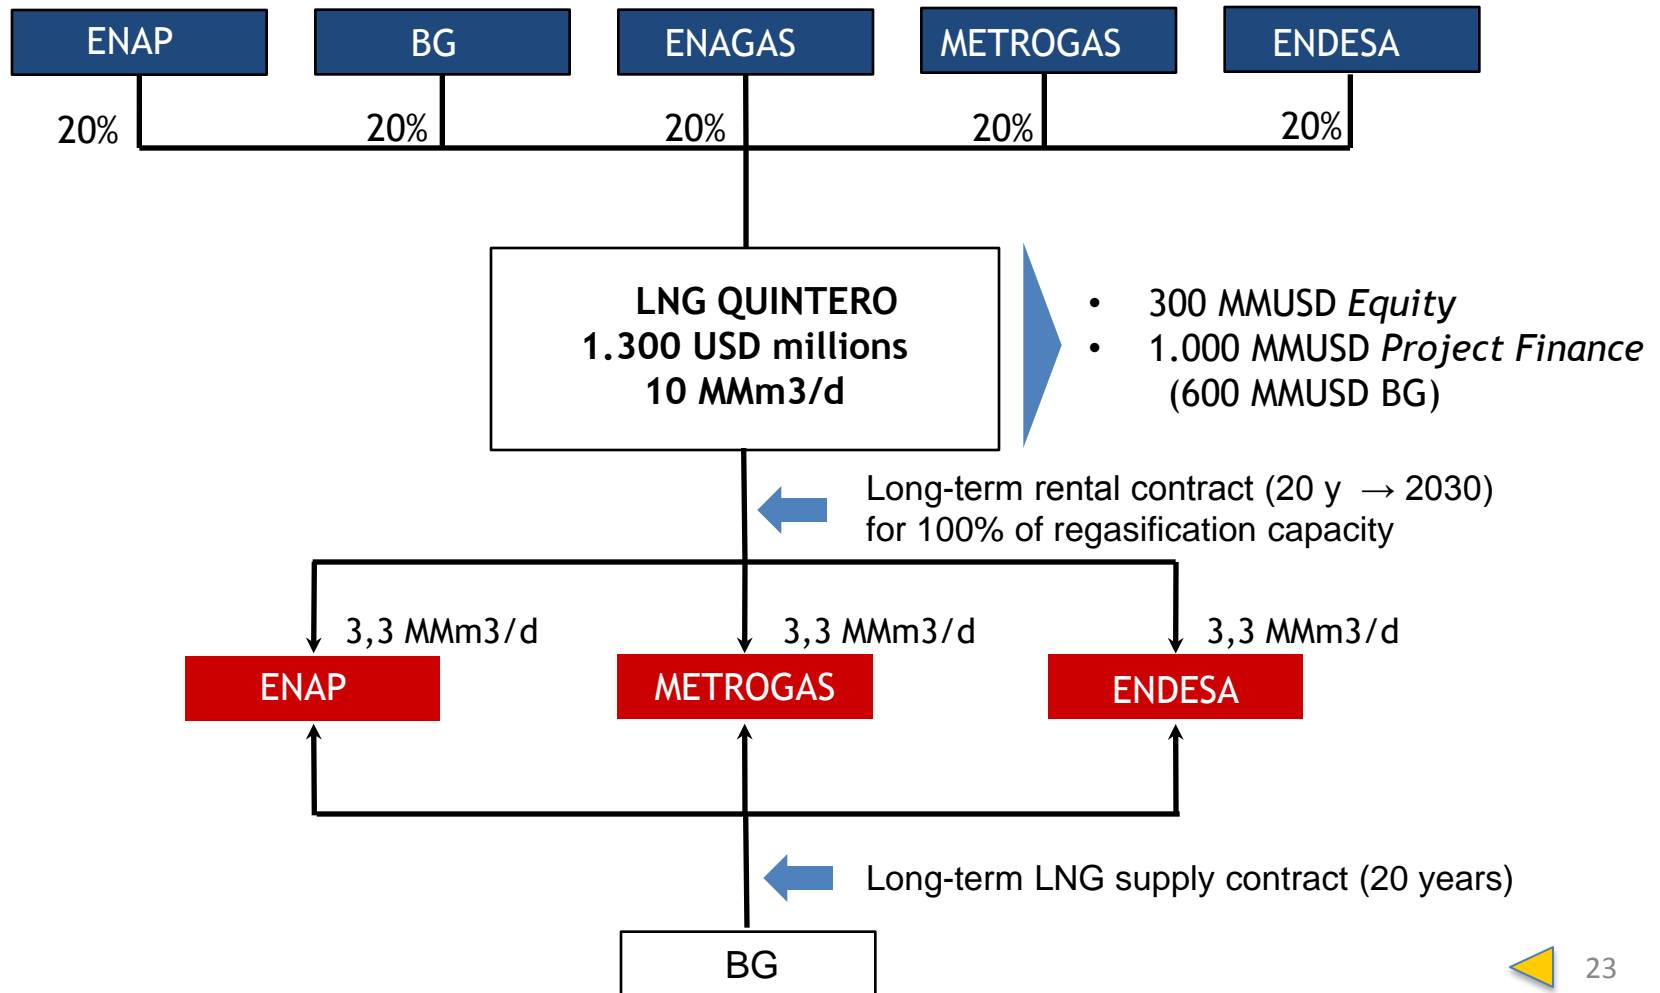 ENAP
BG
ENAGAS
METROGAS
ENDESA
20%
20%
20%
20%
20%
LNG QUINTERO
1.300 USD millions
10 MMm3/d
• 300 MMUSD Equity
• 1.000 MMUSD Project Finance
(600 MMUSD BG)
Long-term rental contract (20 y → 2030)
for 100% of regasification capacity
3,3 MMm3/d
3,3 MMm3/d
3,3 MMm3/d
ENAP
METROGAS
ENDESA
Long-term LNG supply contract (20 years)
BG
23